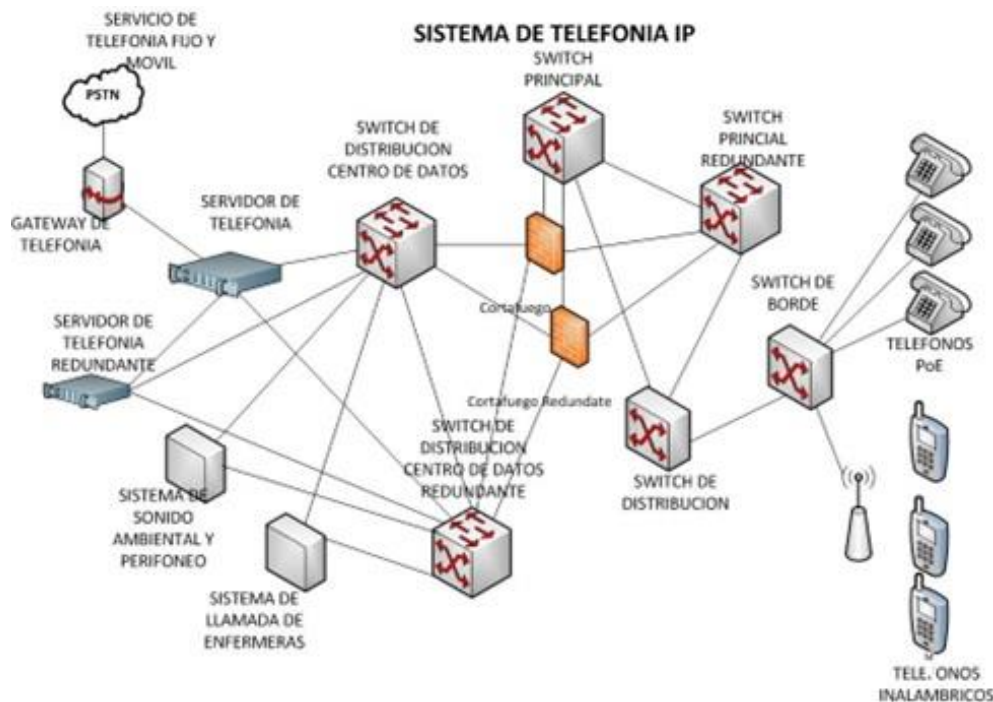 SERVICIO DE
TELEFONIA FIJO Y
MOVIL
PSTN
SISTEMA DE TELEFONIA IP
SWITCH
PRINCIPAL
SWITCH DE
DISTRIBUCION
CENTRO DE DATOS
SWITCH
PRINCIAL
REDUNDANTE
GATEWAY DE
TELEFONIA
SERVIDOR DE
TELEFONIA
SWITCH DE
BORDE
Cortafuego
SERVIDOR DE
TELEFONIA
REDUNDANTE
TELEFONOS
PoE
Cortafuego Redundate
SWITCH DE
DISTRIBUCION
CENTRO DE DATOS
REDUNDANTE
SWITCH DE
DISTRIBUCION
SISTEMA DE
SONIDO
AMBIENTAL Y
PERIFONEO
SISTEMA DE
LLAMADA DE
ENFERMERAS
TELE. ONOS
INALAMBRICOS